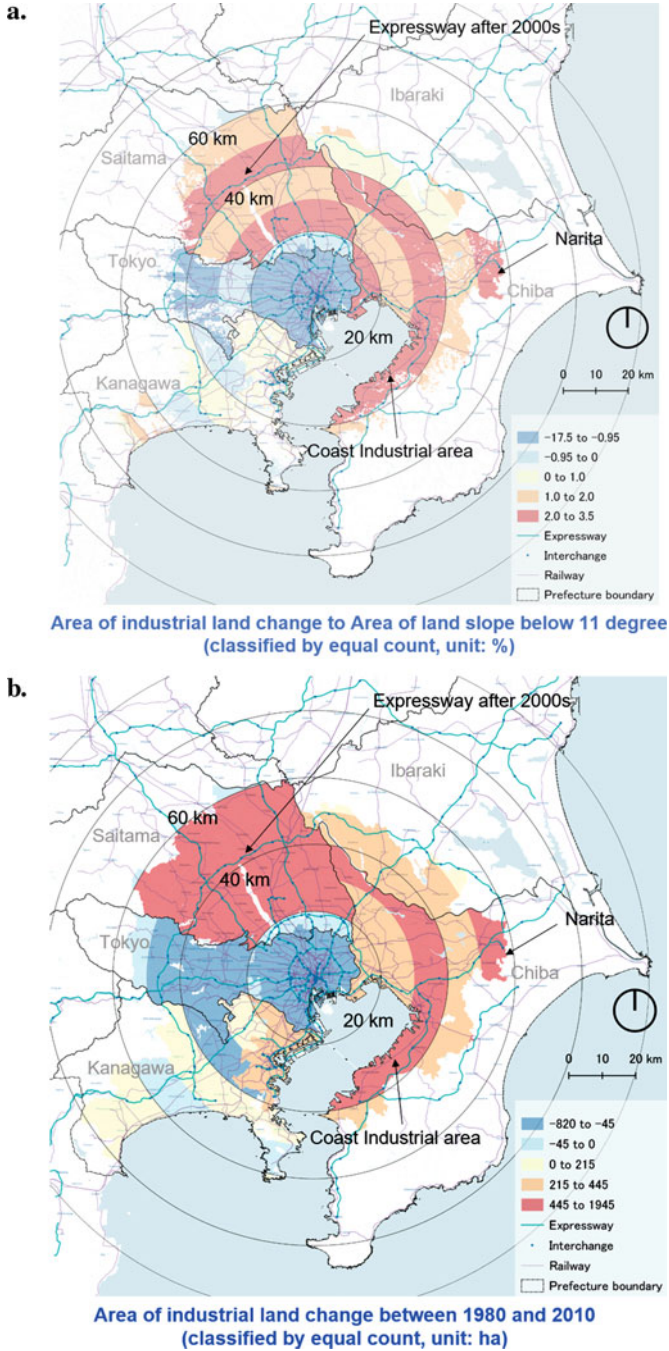 a.
Expressway after 2000s
Ibaraki
60 km
Saitama
40 km
Narita
Tokyo
Chiba
20 km
Kanagawa
0 10 20 km
Coast Industrial area
-17.5 to -0.95
-0.95 to 0
0 to 1.0
1.0 to 2.0
2.0 to 3.5
Expressway
Interchange
Railway
Prefecture boundary
Area of industrial land change to Area of land slope below 11 degree
(classified by equal count, unit: %)
b.
Expressway after 2000s
Ibaraki
60 km
Saitama
40 km
Narita
Tokyo
Chiba
20 km
Kanagawa
0 10 20 km
Coast Industrial area
-820 to -45
-45 to 0
0 to 215
215 to 445
445 to 1945
Expressway
Interchange
Railway
Prefecture boundary
Area of industrial land change between 1980 and 2010
(classified by equal count, unit: ha)